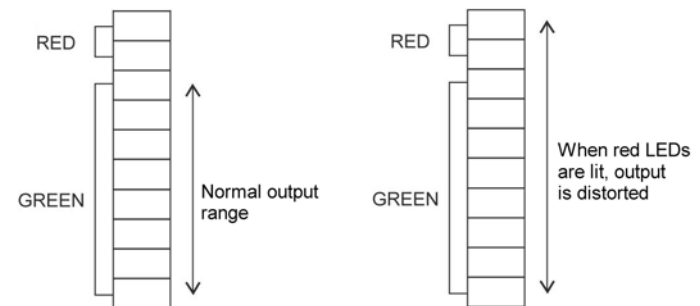 RED
GREEN
Normal output
range
RED
GREEN
When red LEDs
are lit, output
is distorted